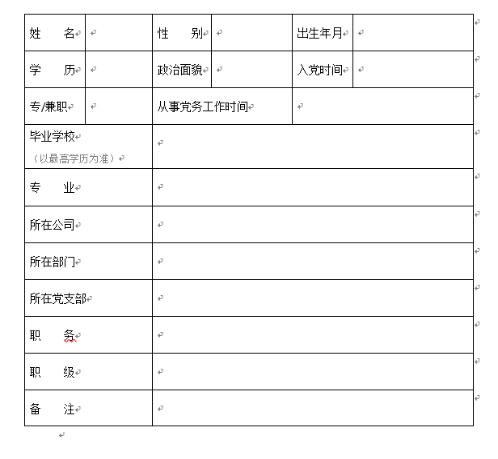 姓 名 性 别 出生年月
学 历 政治面貌 入党时间
专/兼职 从事党务工作时间
毕业学校
（以最高学历为准）
专 业
所在公司
所在部门
所在党支部
职 务
职 级
备 注